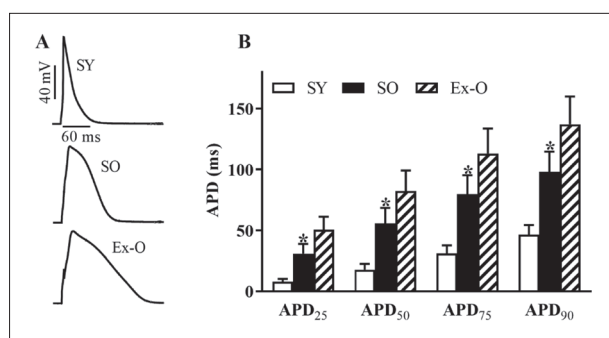 A
SY
40 mV
60 ms
SO
Ex-O
B
SY SO Ex-O
APD (ms)
150
100
50
0
* * * *
APD₂₅ APD₅₀ APD₇₅ APD₉₀